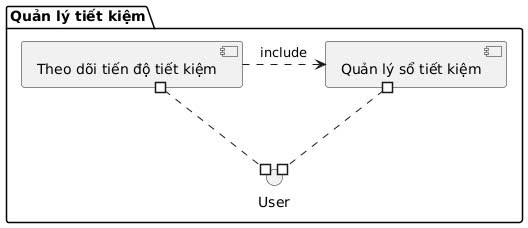 Quản lý tiết kiệm
Theo dõi tiến độ tiết kiệm
include
Quản lý sổ tiết kiệm
User